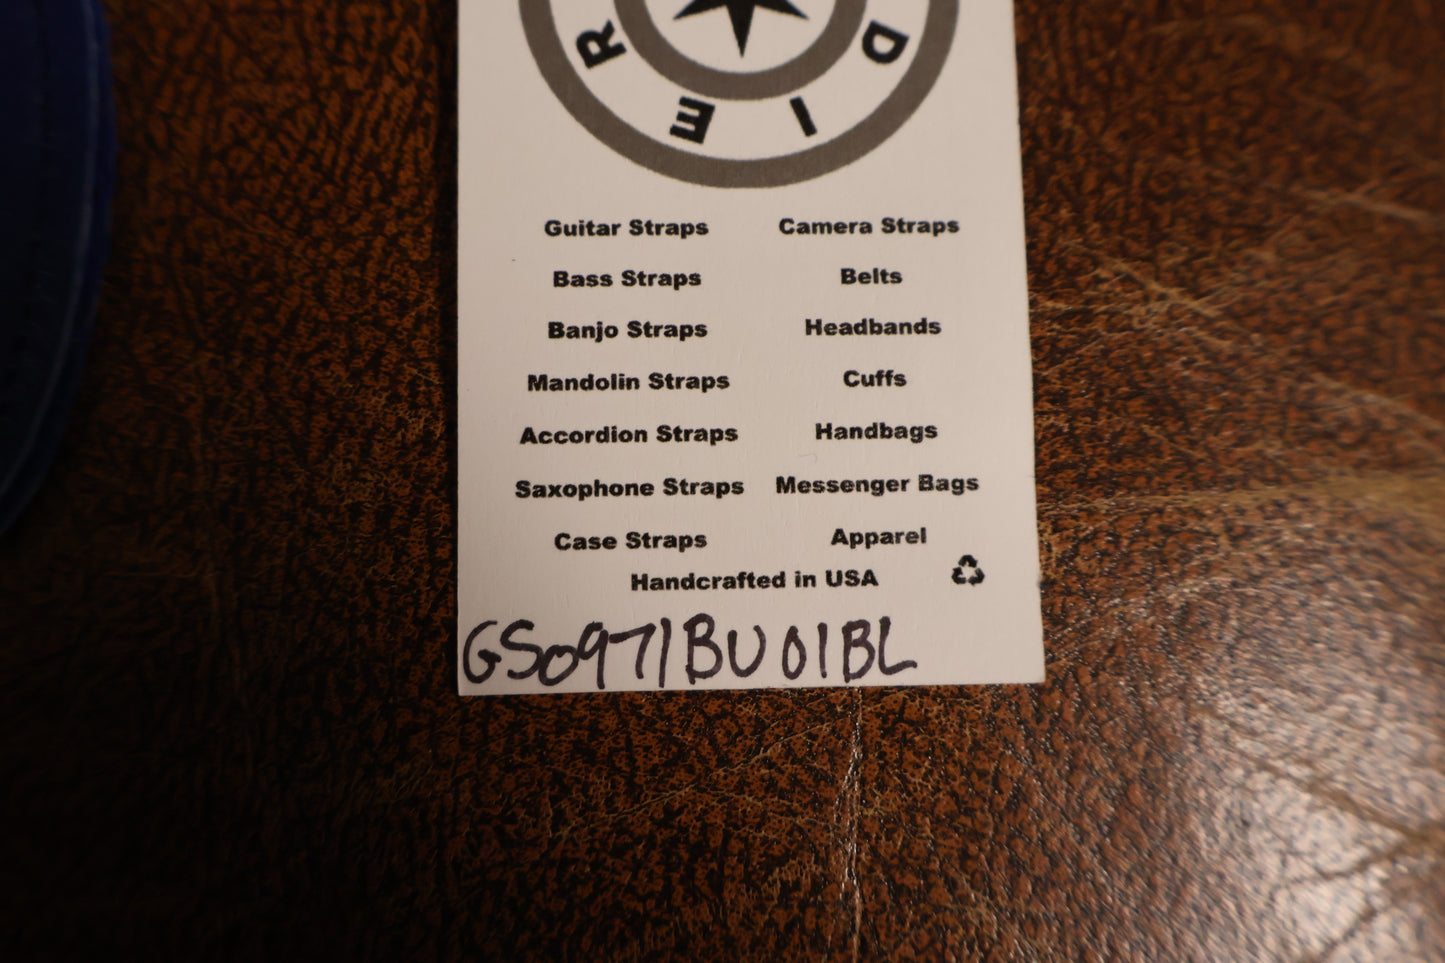 R E I D
Guitar Straps Camera Straps
Bass Straps Belts
Banjo Straps Headbands
Mandolin Straps Cuffs
Accordion Straps Handbags
Saxophone Straps Messenger Bags
Case Straps Apparel
Handcrafted in USA
GS0971BU01BL